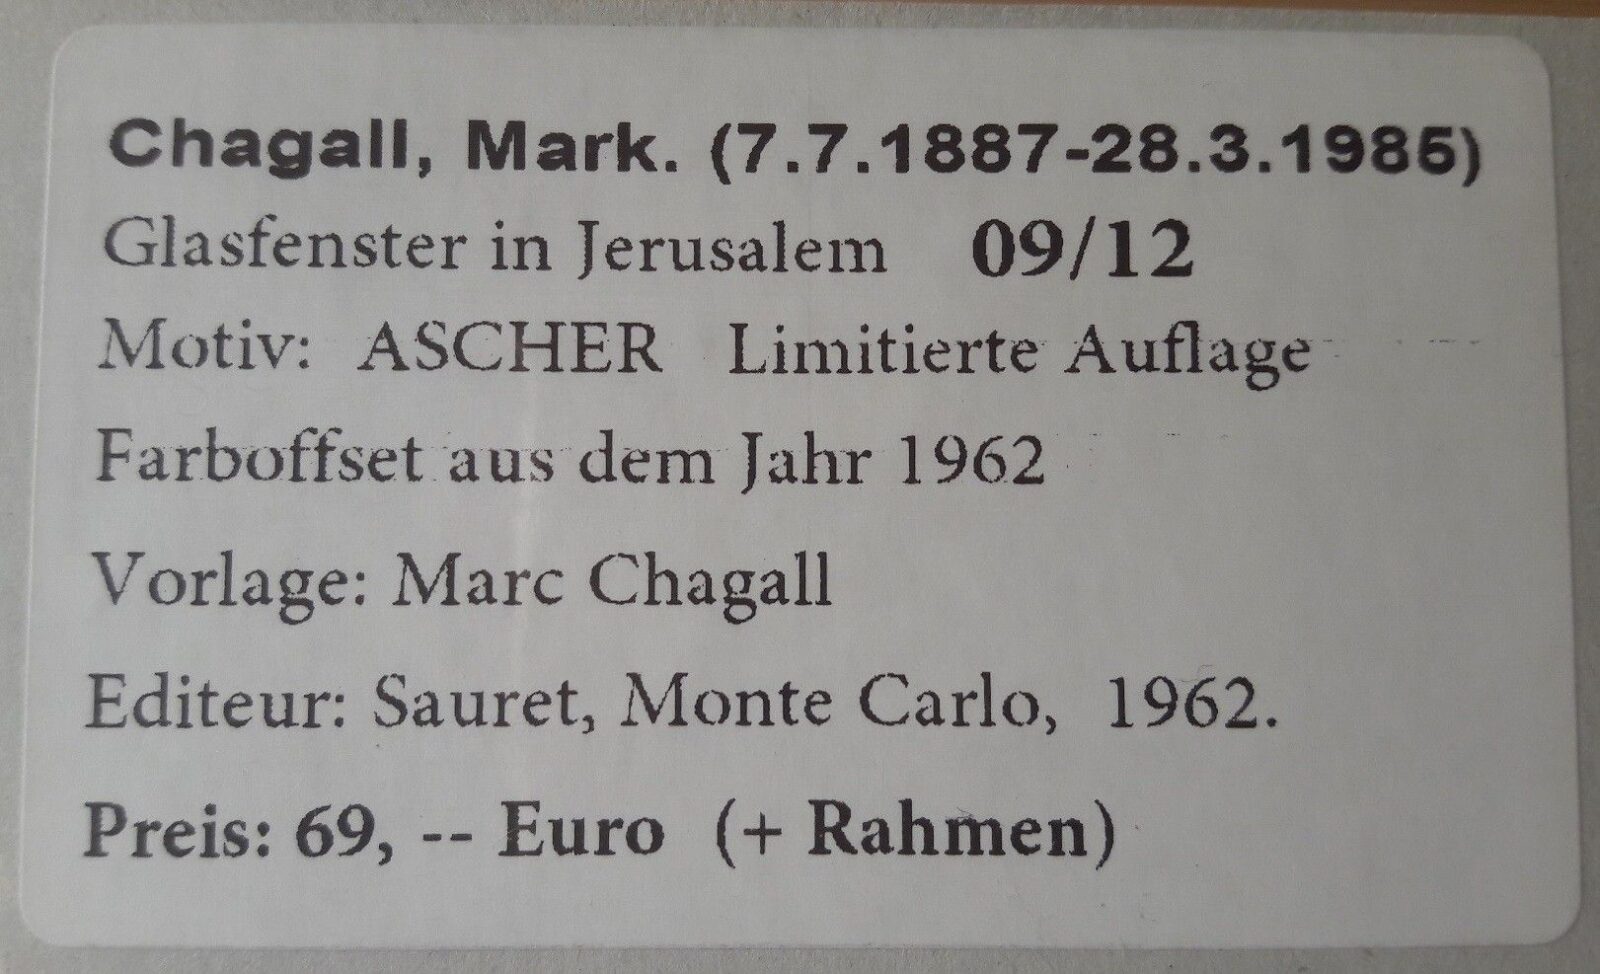 Chagall, Mark. (7.7.1887-28.3.1985)
Glasfenster in Jerusalem 09/12
Motiv: ASCHER Limitierte Auflage
Farboffset aus dem Jahr 1962
Vorlage: Marc Chagall
Editeur: Sauret, Monte Carlo, 1962.
Preis: 69, -- Euro (+ Rahmen)